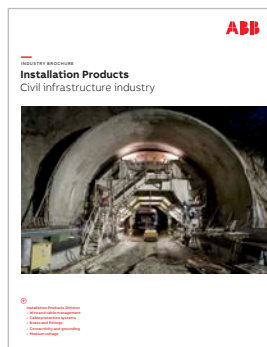 ABB
INDUSTRY BROCHURE
Installation Products
Civil infrastructure industry
Installation Products Division
– Wire and cable management
– Cable protection systems
– Boxes and fittings
– Connectivity and grounding
– Medium voltage